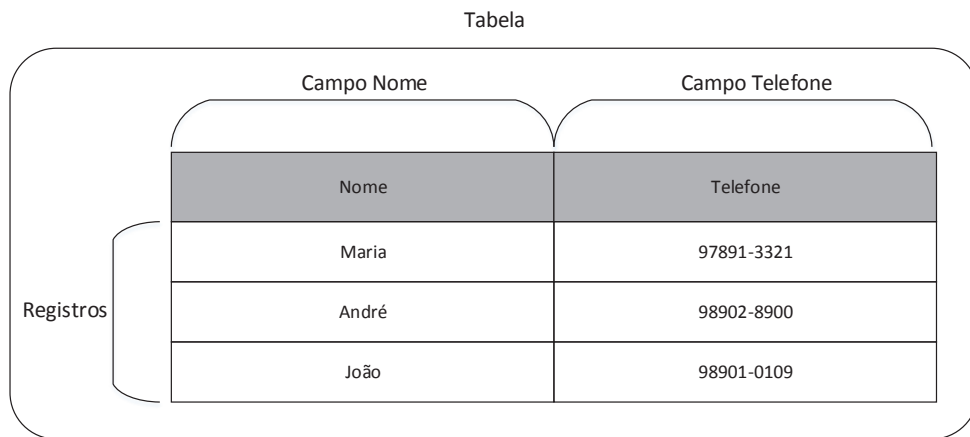 Tabela
Campo Nome Campo Telefone
Nome Telefone
Maria 97891-3321
Registros
André 98902-8900
João 98901-0109